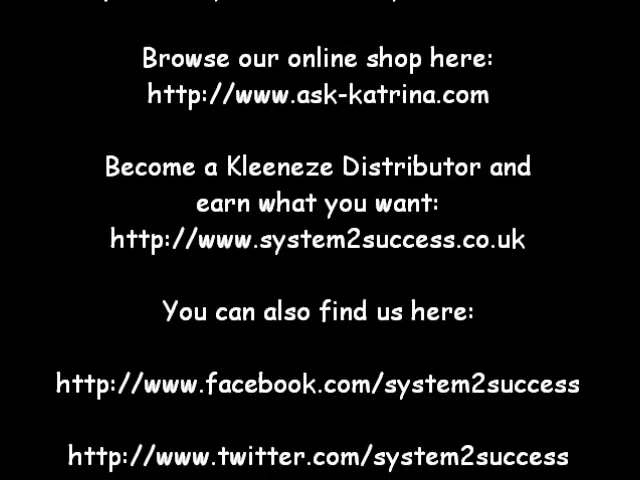 Browse our online shop here:
http://www.ask-katrina.com
Become a Kleeneze Distributor and
earn what you want:
http://www.system2success.co.uk
You can also find us here:
http://www.facebook.com/system2success
http://www.twitter.com/system2success